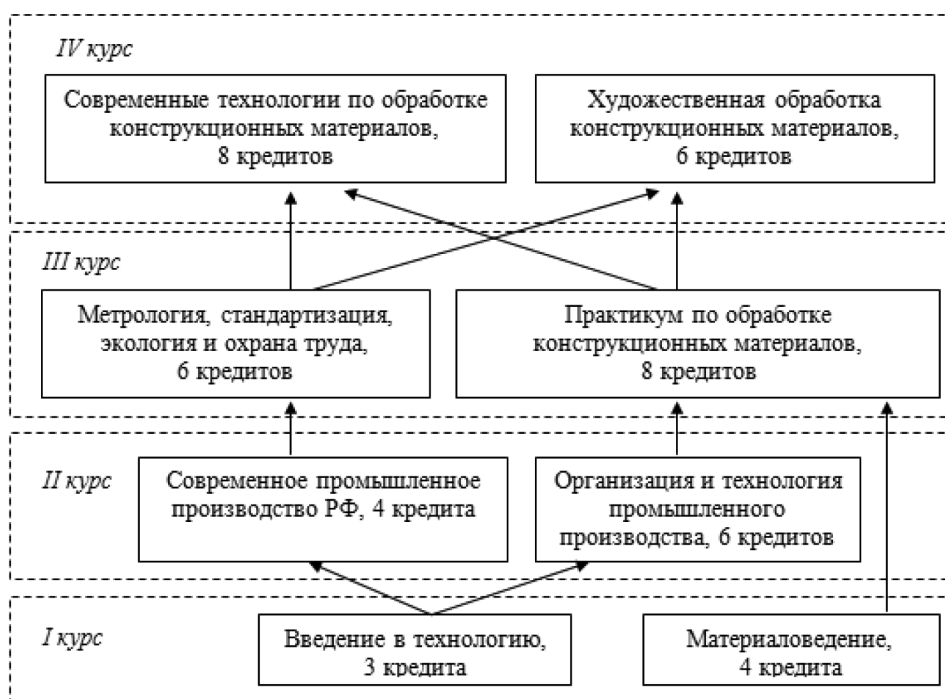 IV курс
Современные технологии по обработке
конструкционных материалов,
8 кредитов
Художественная обработка
конструкционных материалов,
6 кредитов
III курс
Метрология, стандартизация,
экология и охрана труда,
6 кредитов
Практикум по обработке
конструкционных материалов,
8 кредитов
II курс
Современное промышленное
производство РФ, 4 кредита
Организация и технология
промышленного
производства, 6 кредитов
I курс
Введение в технологию,
3 кредита
Материаловедение,
4 кредита